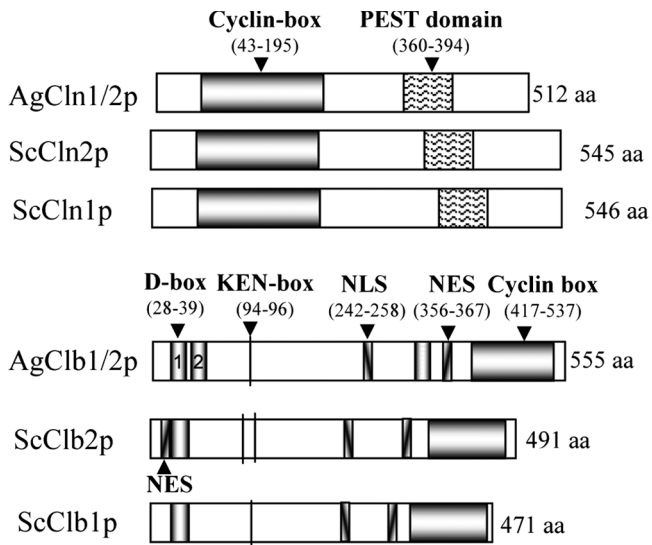 Cyclin-box PEST domain
(43-195) (360-394)
AgCln1/2p 512 aa
ScCln2p 545 aa
ScCln1p 546 aa
D-box KEN-box NLS NES Cyclin box
(28-39) (94-96) (242-258) (356-367) (417-537)
AgClb1/2p 1 2 555 aa
ScClb2p 491 aa
NES
ScClb1p 471 aa